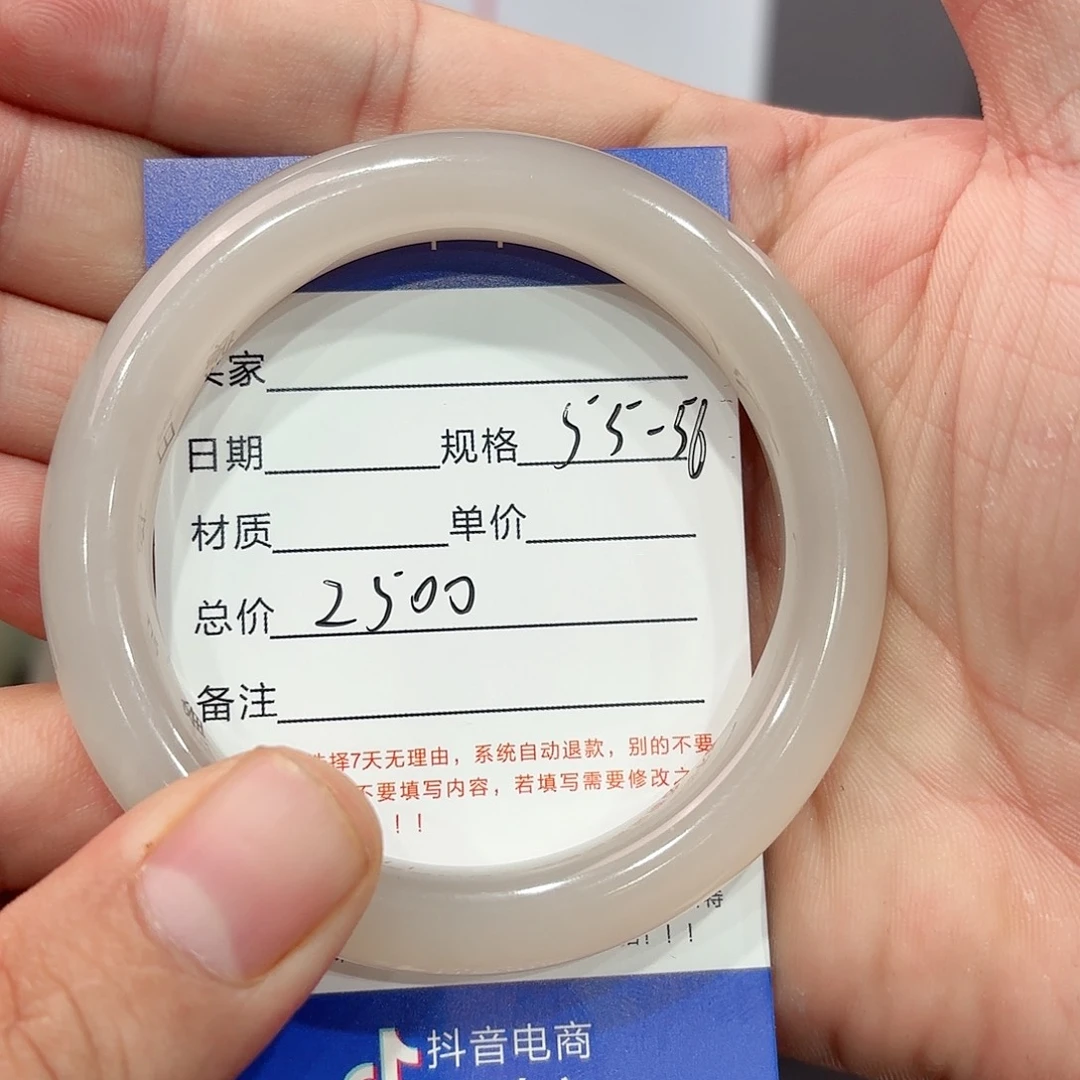 家
日期 规格 55-56
材质 单价
总价 2500
备注
择7天无理由，系统自动退款，别的不要
不要填写内容，若填写需要修改之
！！
待
！！！
抖音电商